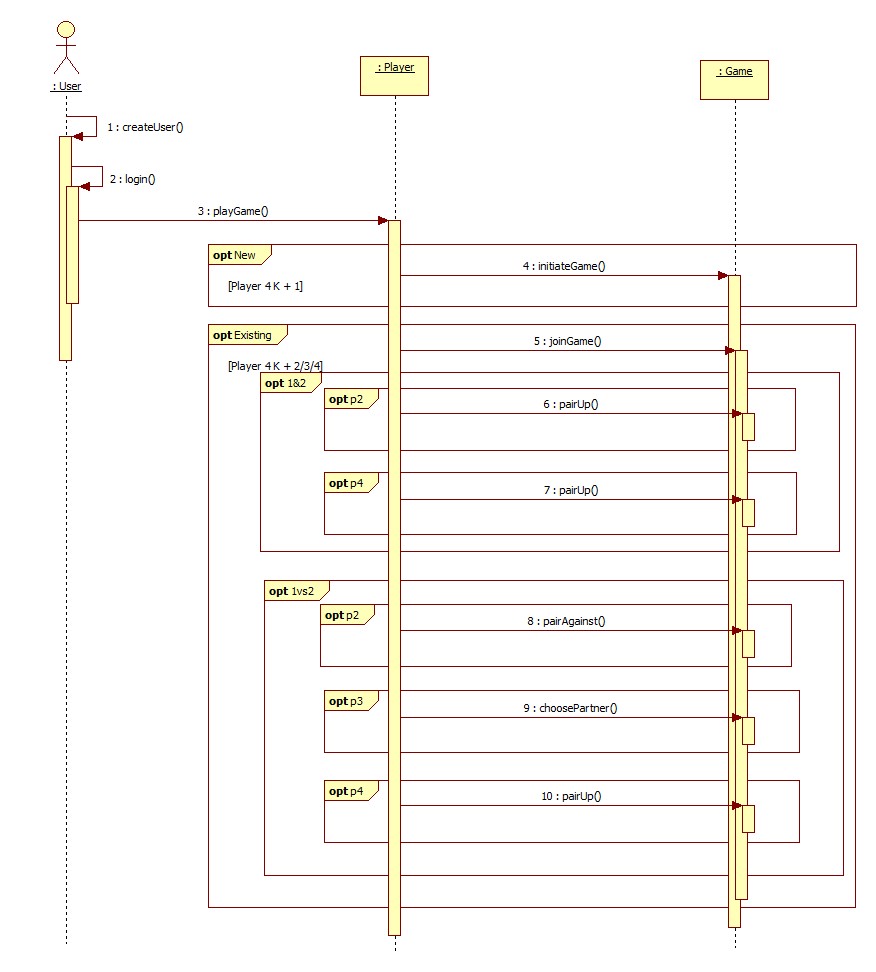 : User
: Player
: Game
1 : createUser()
2 : login()
3 : playGame()
opt New
4 : initiateGame()
[Player 4K + 1]
opt Existing
5 : joinGame()
[Player 4K + 2/3/4]
opt 1&2
opt p2
6 : pairUp()
opt p4
7 : pairUp()
opt 1vs2
opt p2
8 : pairAgainst()
opt p3
9 : choosePartner()
opt p4
10 : pairUp()